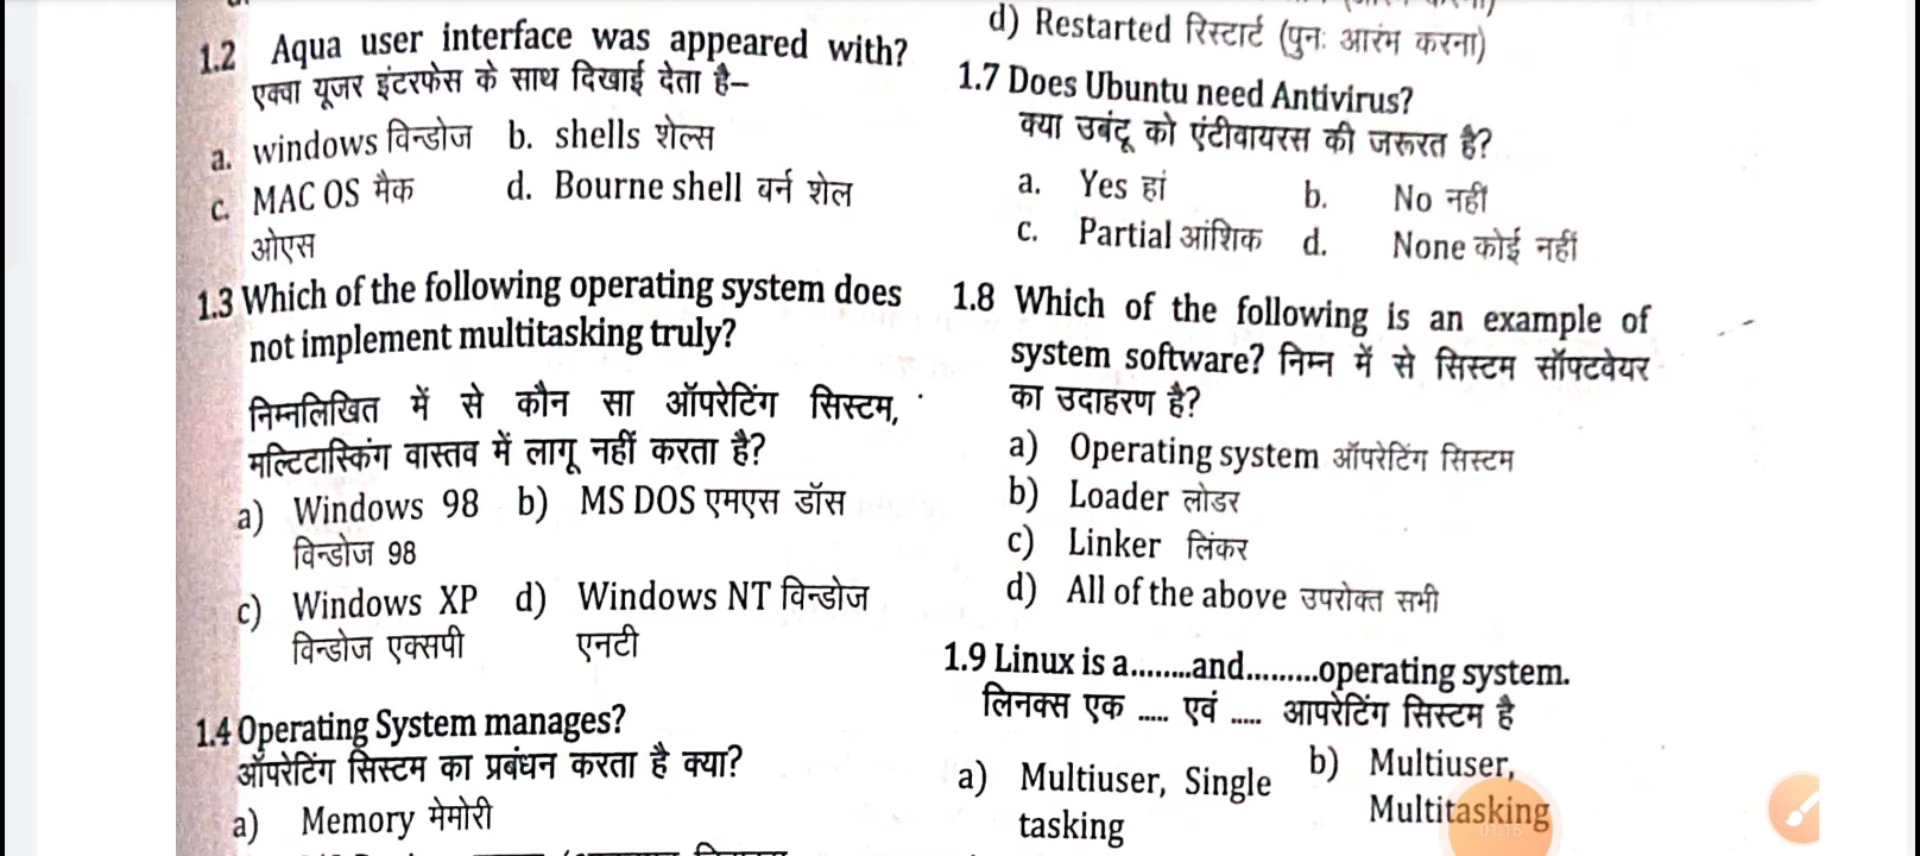 1.2 Aqua user interface was appeared with?
एक्वा यूजर इंटरफेस के साथ दिखाई देता है–
a. windows विन्डोज b. shells शेल्स
c. MAC OS मैक d. Bourne shell बर्न शेल
ओएस
1.3 Which of the following operating system does
not implement multitasking truly?
निम्नलिखित में से कौन सा ऑपरेटिंग सिस्टम,
मल्टिटास्किंग वास्तव में लागू नहीं करता है?
a) Windows 98 b) MS DOS एमएस डॉस
विन्डोज 98
c) Windows XP d) Windows NT विन्डोज
विन्डोज एक्सपी एनटी
1.4 Operating System manages?
ऑपरेटिंग सिस्टम का प्रबंधन करता है क्या?
a) Memory मेमोरी
d) Restarted रिस्टार्ट (पुनः आरंभ करना)
1.7 Does Ubuntu need Antivirus?
क्या उबंटू को एंटीवायरस की जरूरत है?
a. Yes हां b. No नहीं
c. Partial आंशिक d. None कोई नहीं
1.8 Which of the following is an example of
system software? निम्न में से सिस्टम सॉफ्टवेयर
का उदाहरण है?
a) Operating system ऑपरेटिंग सिस्टम
b) Loader लोडर
c) Linker लिंकर
d) All of the above उपरोक्त सभी
1.9 Linux is a........and.........operating system.
लिनक्स एक ..... एवं ..... आपरेटिंग सिस्टम है
a) Multiuser, Single b) Multiuser,
tasking Multitasking
01:16